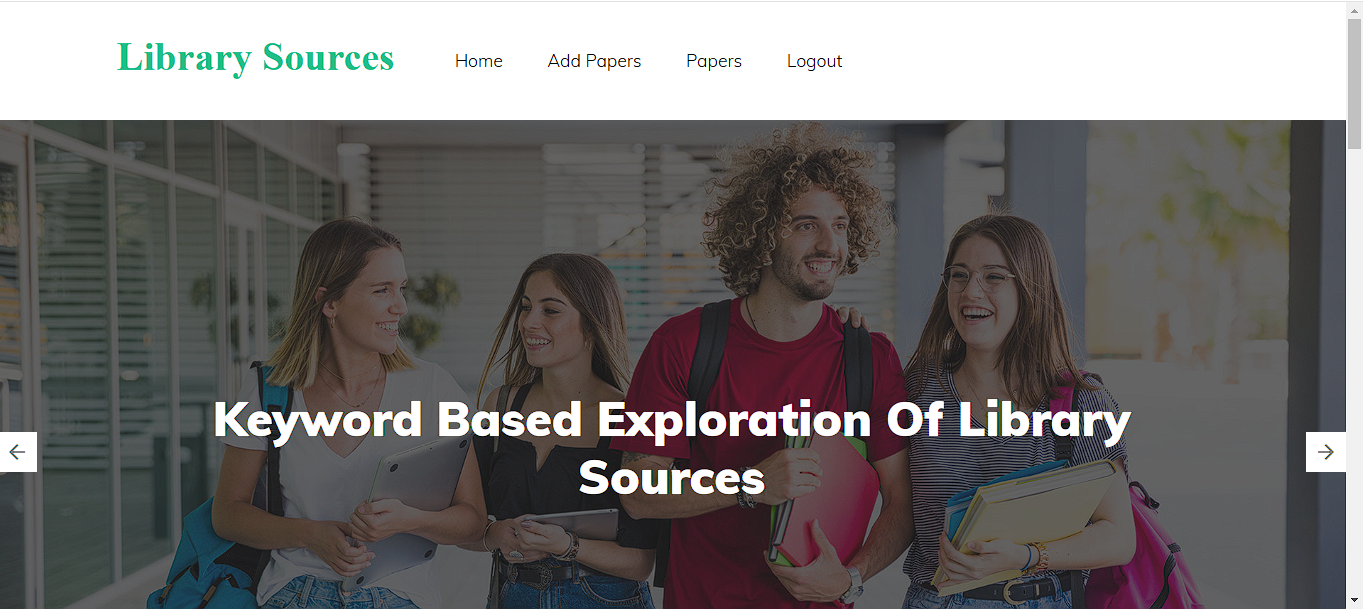 Library Sources
Home Add Papers Papers Logout
Keyword Based Exploration Of Library
Sources